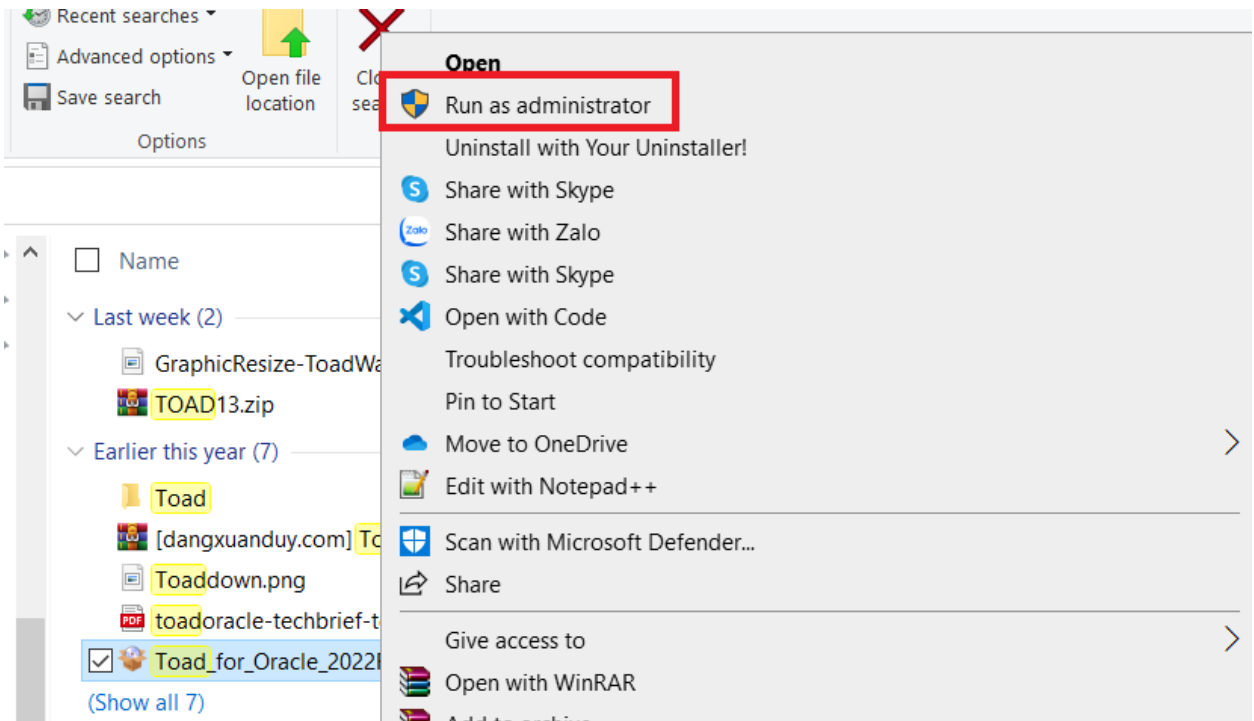 Recent searches
Advanced options
Save search
Open file
location
Options
Name
Last week (2)
GraphicResize-ToadWa
TOAD13.zip
Earlier this year (7)
Toad
[dangxuanduy.com] To
Toaddown.png
toadoracle-techbrief-t
Toad_for_Oracle_2022
(Show all 7)
Open
Run as administrator
Uninstall with Your Uninstaller!
Share with Skype
Zalo
Share with Zalo
Share with Skype
Open with Code
Troubleshoot compatibility
Pin to Start
Move to OneDrive
Edit with Notepad++
Scan with Microsoft Defender...
Share
Give access to
Open with WinRAR
Add to archive